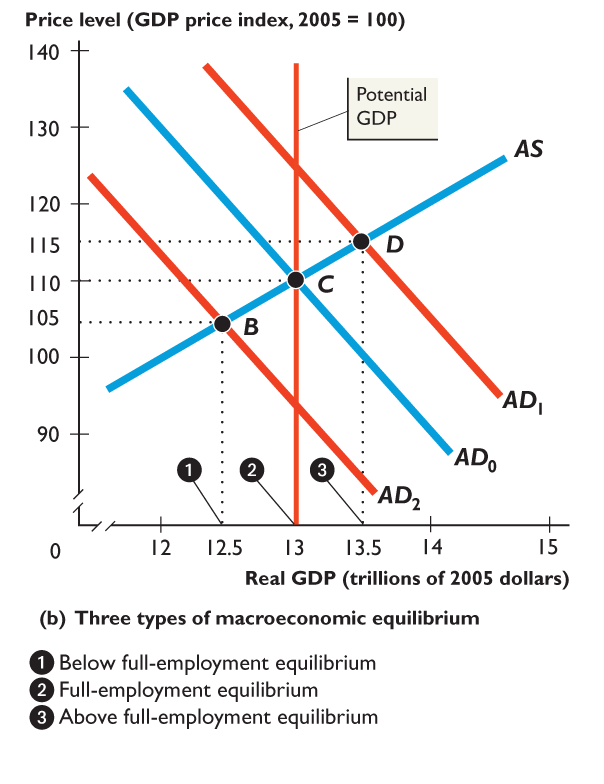 Price level (GDP price index, 2005 = 100)
140
Potential
GDP
130
AS
120
115
D
110
C
105
B
100
AD1
90
AD0
1
2
3
AD2
0
12
12.5
13
13.5
14
15
Real GDP (trillions of 2005 dollars)
(b) Three types of macroeconomic equilibrium
1 Below full-employment equilibrium
2 Full-employment equilibrium
3 Above full-employment equilibrium